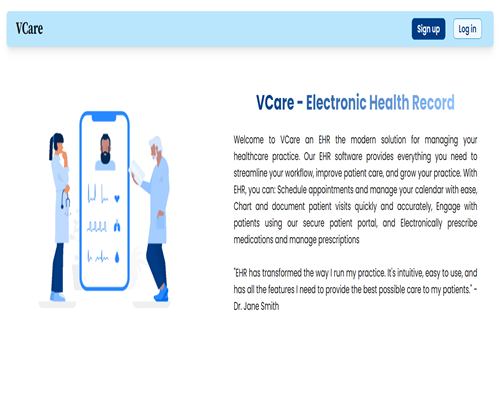 VCare
Sign up
Log in
VCare - Electronic Health Record
Welcome to VCare an EHR the modern solution for managing your
healthcare practice. Our EHR software provides everything you need to
streamline your workflow, improve patient care, and grow your practice. With
EHR, you can: Schedule appointments and manage your calendar with ease,
Chart and document patient visits quickly and accurately, Engage with
patients using our secure patient portal, and Electronically prescribe
medications and manage prescriptions
"EHR has transformed the way I run my practice. It's intuitive, easy to use, and
has all the features I need to provide the best possible care to my patients." -
Dr. Jane Smith